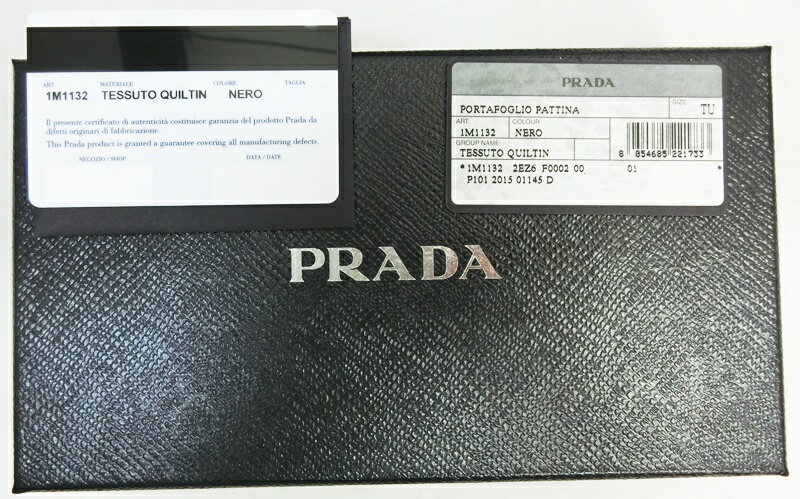 ART MATERIALE COLORE TAGLIA
1M1132 TESSUTO QUILTIN NERO
Il presente certificato di autenticità costituisce garanzia del prodotto Prada da
difetti originari di fabbricazione.
This Prada product is granted a guarantee covering all manufacturing defects.
NEGOZIO / SHOP DATA / DATE
PRADA
PORTAFOGLIO PATTINA SIZE TU
ART. COLOUR
1M1132 NERO
GROUP NAME
TESSUTO QUILTIN
8 054685 221733
*1M1132 2EZ6 F0002 00 01 *
P101 2015 01145 D
PRADA